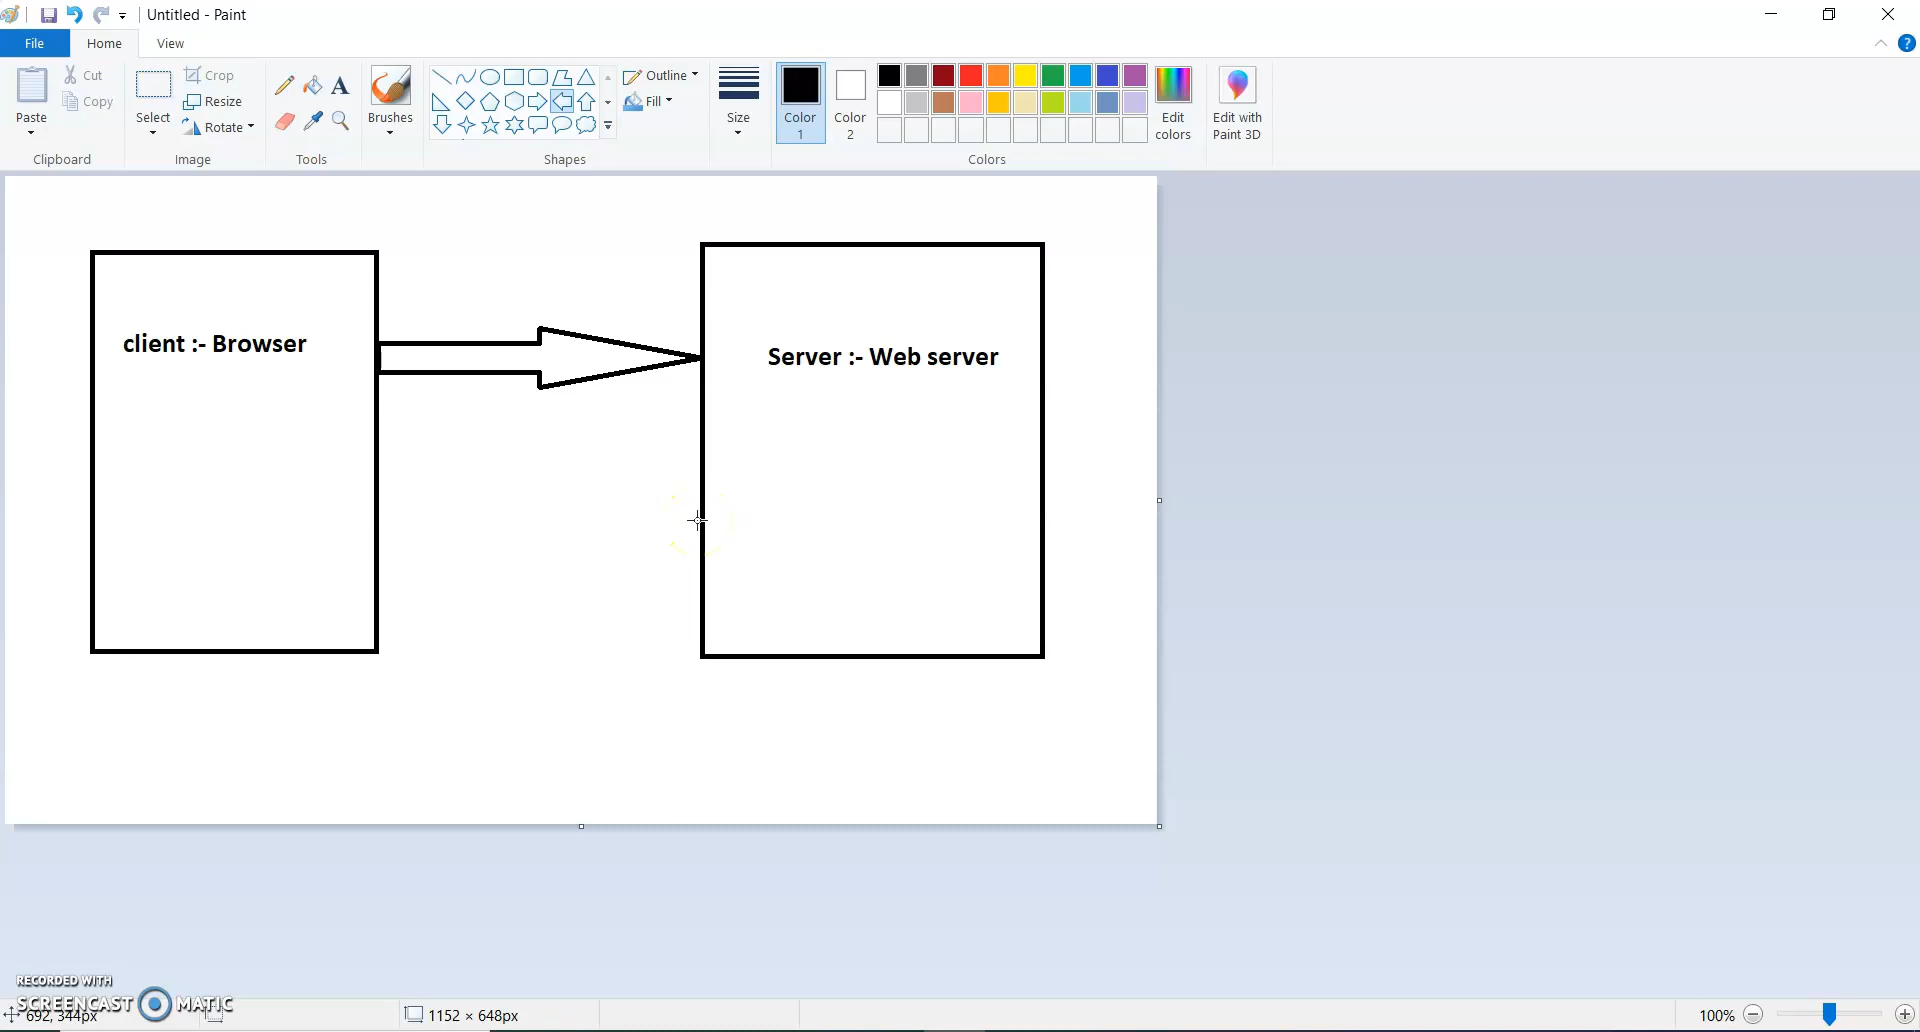 Untitled - Paint
File
Home
View
Paste
Cut
Copy
Clipboard
Select
Crop
Resize
Rotate
Image
A
Tools
Brushes
Outline
Fill
Shapes
Size
Color
1
Color
2
Edit
colors
Colors
Edit with
Paint 3D
?
client :- Browser
Server :- Web server
RECORDED WITH
SCREENCAST MATIC
692, 344px
1152 × 648px
100%